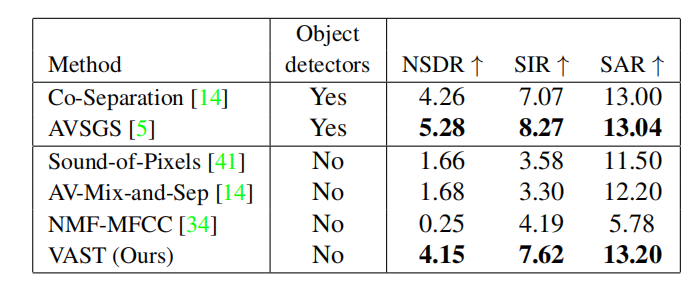 Object
Method detectors NSDR ↑ SIR ↑ SAR ↑
Co-Separation [14] Yes 4.26 7.07 13.00
AVSGS [5] Yes 5.28 8.27 13.04
Sound-of-Pixels [41] No 1.66 3.58 11.50
AV-Mix-and-Sep [14] No 1.68 3.30 12.20
NMF-MFCC [34] No 0.25 4.19 5.78
VAST (Ours) No 4.15 7.62 13.20